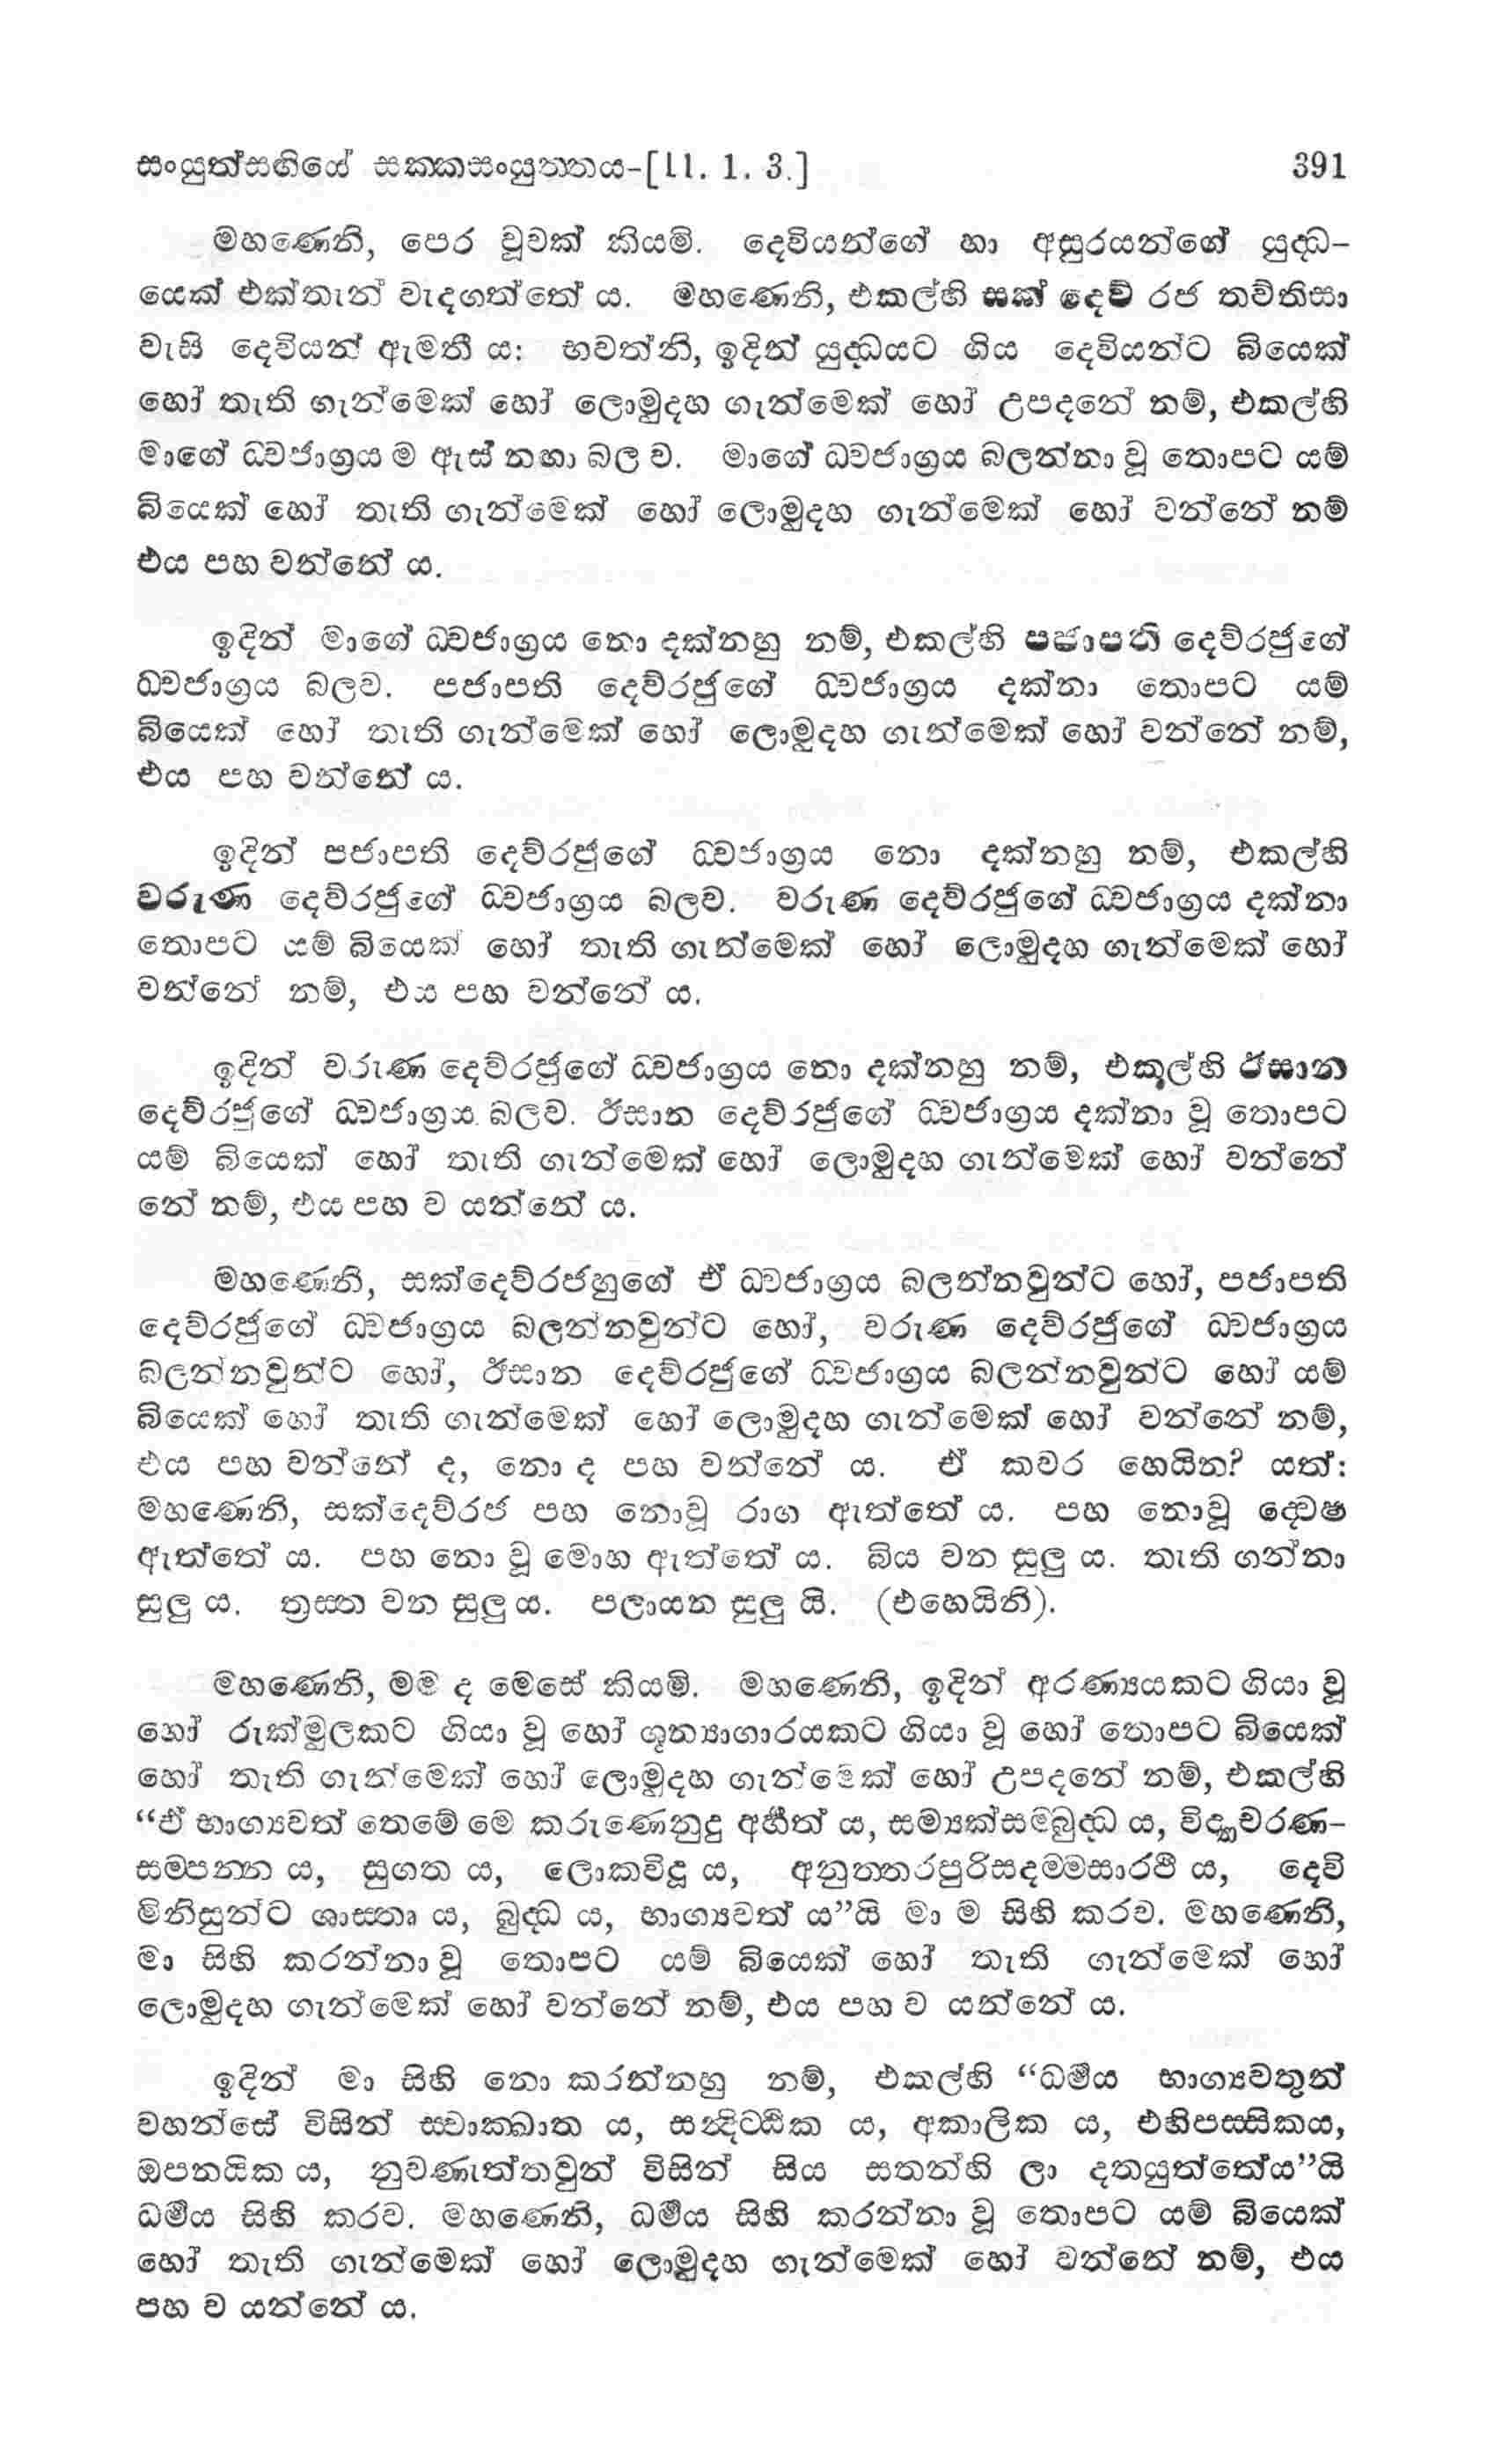 සංයුත්සඟියේ සක්කසංයුත්තය-[11. 1. 3.] 391
මහණෙනි, පෙර වූවක් කියමි. දෙවියන්ගේ හා අසුරයන්ගේ යුද්ධ-
යෙක් එක්තැන් වැදගත්තේ ය. මහණෙනි, එකල්හි සක් දෙව් රජ තව්තිසා
වැසි දෙවියන් ඇමතී ය: භවත්නි, ඉදින් යුද්ධයට ගිය දෙවියන්ට බියෙක්
හෝ තැති ගැන්මෙක් හෝ ලොමුදහ ගැන්මෙක් හෝ උපදනේ නම්, එකල්හි
මාගේ ධ්වජාග්‍රය ම ඇස් නඟා බල ව. මාගේ ධ්වජාග්‍රය බලන්නා වූ තොපට යම්
බියෙක් හෝ තැති ගැන්මෙක් හෝ ලොමුදහ ගැන්මෙක් හෝ වන්නේ නම්
එය පහ වන්නේ ය.
ඉදින් මාගේ ධ්වජාග්‍රය නො දක්නහු නම්, එකල්හි පජාපති දෙව්රජුගේ
ධ්වජාග්‍රය බලව. පජාපති දෙව්රජුගේ ධ්වජාග්‍රය දක්නා තොපට යම්
බියෙක් හෝ තැති ගැන්මෙක් හෝ ලොමුදහ ගැන්මෙක් හෝ වන්නේ නම්,
එය පහ වන්නේ ය.
ඉදින් පජාපති දෙව්රජුගේ ධ්වජාග්‍රය නො දක්නහු නම්, එකල්හි
වරුණ දෙව්රජුගේ ධ්වජාග්‍රය බලව. වරුණ දෙව්රජුගේ ධ්වජාග්‍රය දක්නා
තොපට යම් බියෙක් හෝ තැති ගැන්මෙක් හෝ ලොමුදහ ගැන්මෙක් හෝ
වන්නේ නම්, එය පහ වන්නේ ය.
ඉදින් වරුණ දෙව්රජුගේ ධ්වජාග්‍රය නො දක්නහු නම්, එකල්හි ඊසාන
දෙව්රජුගේ ධ්වජාග්‍රය බලව. ඊසාන දෙව්රජුගේ ධ්වජාග්‍රය දක්නා වූ තොපට
යම් බියෙක් හෝ තැති ගැන්මෙක් හෝ ලොමුදහ ගැන්මෙක් හෝ වන්නේ
නේ නම්, එය පහ ව යන්නේ ය.
මහණෙනි, සක්දෙව්රජහුගේ ඒ ධ්වජාග්‍රය බලන්නවුන්ට හෝ, පජාපති
දෙව්රජුගේ ධ්වජාග්‍රය බලන්නවුන්ට හෝ, වරුණ දෙව්රජුගේ ධ්වජාග්‍රය
බලන්නවුන්ට හෝ, ඊසාන දෙව්රජුගේ ධ්වජාග්‍රය බලන්නවුන්ට හෝ යම්
බියෙක් හෝ තැති ගැන්මෙක් හෝ ලොමුදහ ගැන්මෙක් හෝ වන්නේ නම්,
එය පහ වන්නේ ද, නො ද පහ වන්නේ ය. ඒ කවර හෙයින? යත්:
මහණෙනි, සක්දෙව්රජ පහ නොවූ රාග ඇත්තේ ය. පහ නොවූ ද්වෙෂ
ඇත්තේ ය. පහ නො වූ මොහ ඇත්තේ ය. බිය වන සුලු ය. තැති ගන්නා
සුලු ය. ත්‍රස්ත වන සුලු ය. පලායන සුලු යි. (එහෙයිනි).
මහණෙනි, මම ද මෙසේ කියමි. මහණෙනි, ඉදින් අරණ්‍යයකට ගියා වූ
හෝ රුක්මුලකට ගියා වූ හෝ ශූන්‍යාගාරයකට ගියා වූ හෝ තොපට බියෙක්
හෝ තැති ගැන්මෙක් හෝ ලොමුදහ ගැන්මෙක් හෝ උපදනේ නම්, එකල්හි
“ඒ භාග්‍යවත් තෙමේ මෙ කරුණෙනුදු අර්හත් ය, සම්‍යක්සම්බුද්ධ ය, විද්‍යාචරණ-
සම්පන්න ය, සුගත ය, ලොකවිදූ ය, අනුත්තරපුරිසදම්මසාරථී ය, දෙවි
මිනිසුන්ට ශාස්තෘ ය, බුද්ධ ය, භාග්‍යවත් ය”යි මා ම සිහි කරව. මහණෙනි,
මා සිහි කරන්නා වූ තොපට යම් බියෙක් හෝ තැති ගැන්මෙක් හෝ
ලොමුදහ ගැන්මෙක් හෝ වන්නේ නම්, එය පහ ව යන්නේ ය.
ඉදින් මා සිහි නො කරන්නහු නම්, එකල්හි “ධර්මය භාග්‍යවතුන්
වහන්සේ විසින් ස්වාක්ඛාත ය, සන්දිට්ඨික ය, අකාලික ය, එහිපස්සිකය,
ඔපනයික ය, නුවණැත්තවුන් විසින් සිය සතන්හි ලා දතයුත්තේය”යි
ධර්මය සිහි කරව. මහණෙනි, ධර්මය සිහි කරන්නා වූ තොපට යම් බියෙක්
හෝ තැති ගැන්මෙක් හෝ ලොමුදහ ගැන්මෙක් හෝ වන්නේ නම්, එය
පහ ව යන්නේ ය.